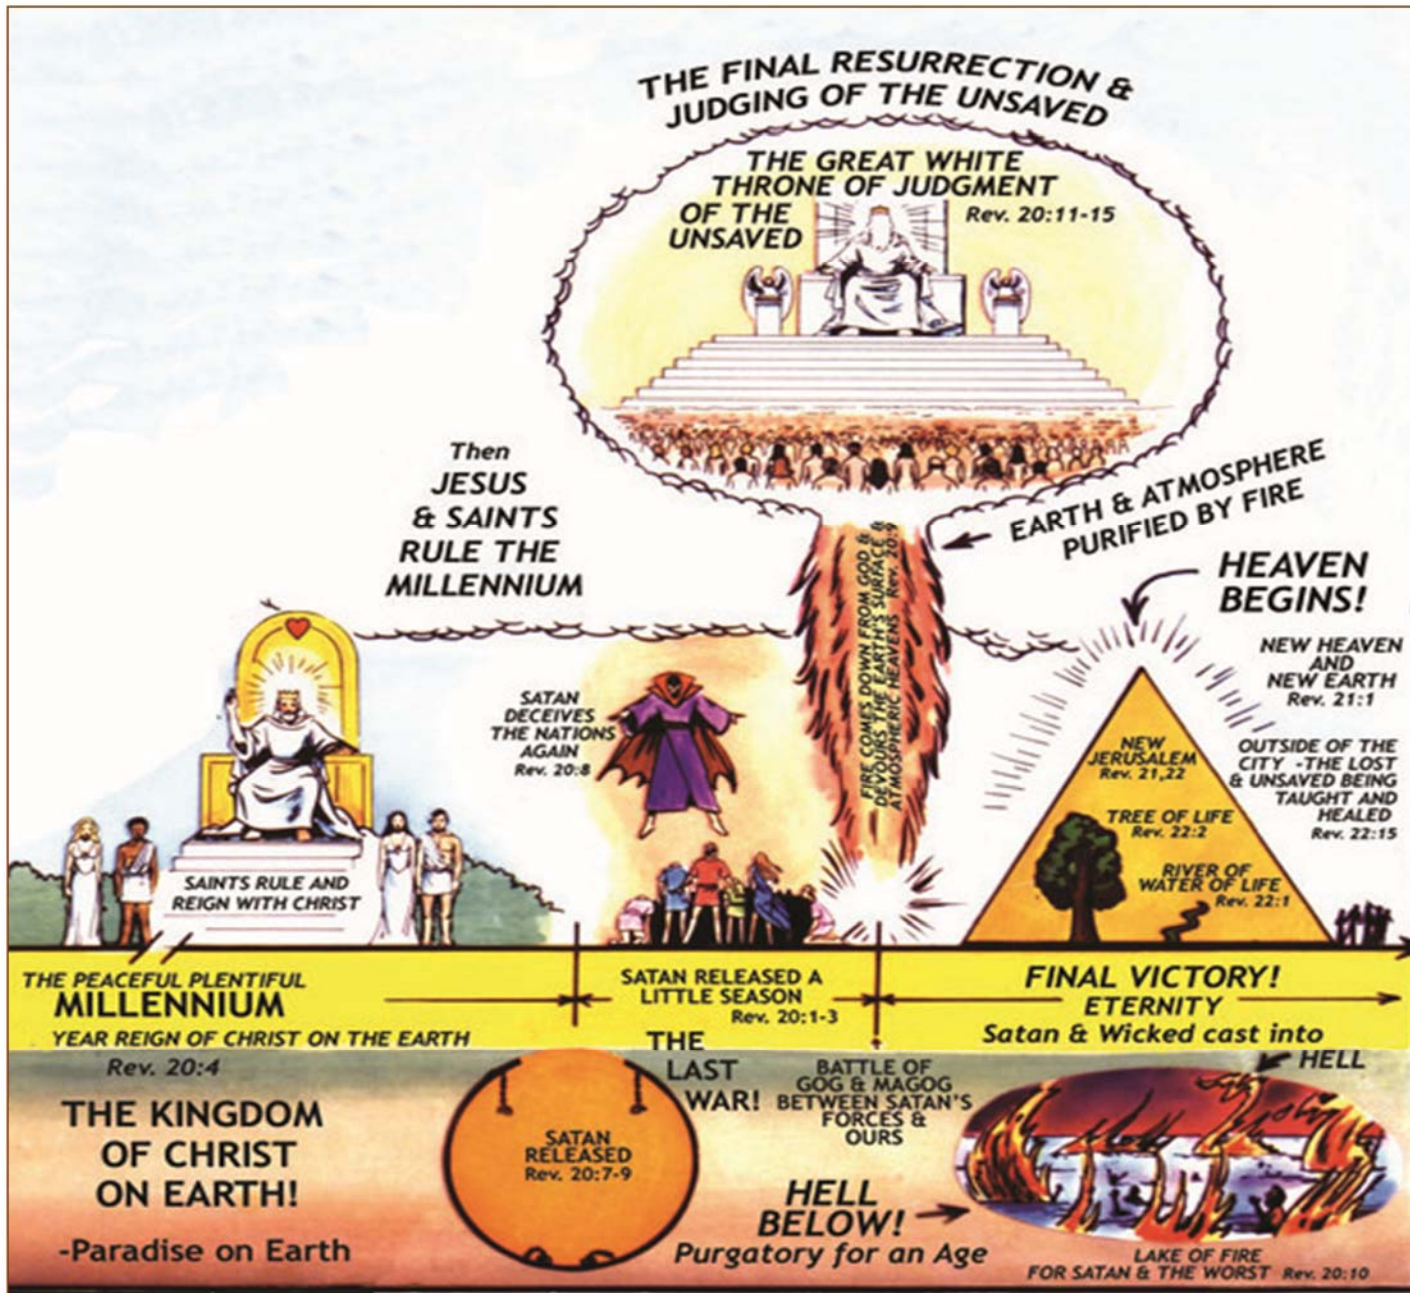 THE FINAL RESURRECTION &
JUDGING OF THE UNSAVED
THE GREAT WHITE
THRONE OF JUDGMENT
OF THE
UNSAVED
Rev. 20:11-15
Then
JESUS
& SAINTS
RULE THE
MILLENNIUM
EARTH & ATMOSPHERE
PURIFIED BY FIRE
FIRE COMES DOWN FROM GOD &
DEVOURS THE EARTH'S SURFACE &
ATMOSPHERIC HEAVENS Rev. 20:9
HEAVEN
BEGINS!
NEW HEAVEN
AND
NEW EARTH
Rev. 21:1
SATAN
DECEIVES
THE NATIONS
AGAIN
Rev. 20:8
NEW
JERUSALEM
Rev. 21,22
TREE OF LIFE
Rev. 22:2
RIVER OF
WATER OF LIFE
Rev. 22:1
OUTSIDE OF THE
CITY -THE LOST
& UNSAVED BEING
TAUGHT AND
HEALED
Rev. 22:15
SAINTS RULE AND
REIGN WITH CHRIST
THE PEACEFUL PLENTIFUL
MILLENNIUM
YEAR REIGN OF CHRIST ON THE EARTH
Rev. 20:4
SATAN RELEASED A
LITTLE SEASON
Rev. 20:1-3
FINAL VICTORY!
ETERNITY
Satan & Wicked cast into
HELL
THE KINGDOM
OF CHRIST
ON EARTH!
-Paradise on Earth
SATAN
RELEASED
Rev. 20:7-9
THE
LAST
WAR!
BATTLE OF
GOG & MAGOG
BETWEEN SATAN'S
FORCES &
OURS
HELL
BELOW!
Purgatory for an Age
LAKE OF FIRE
FOR SATAN & THE WORST Rev. 20:10